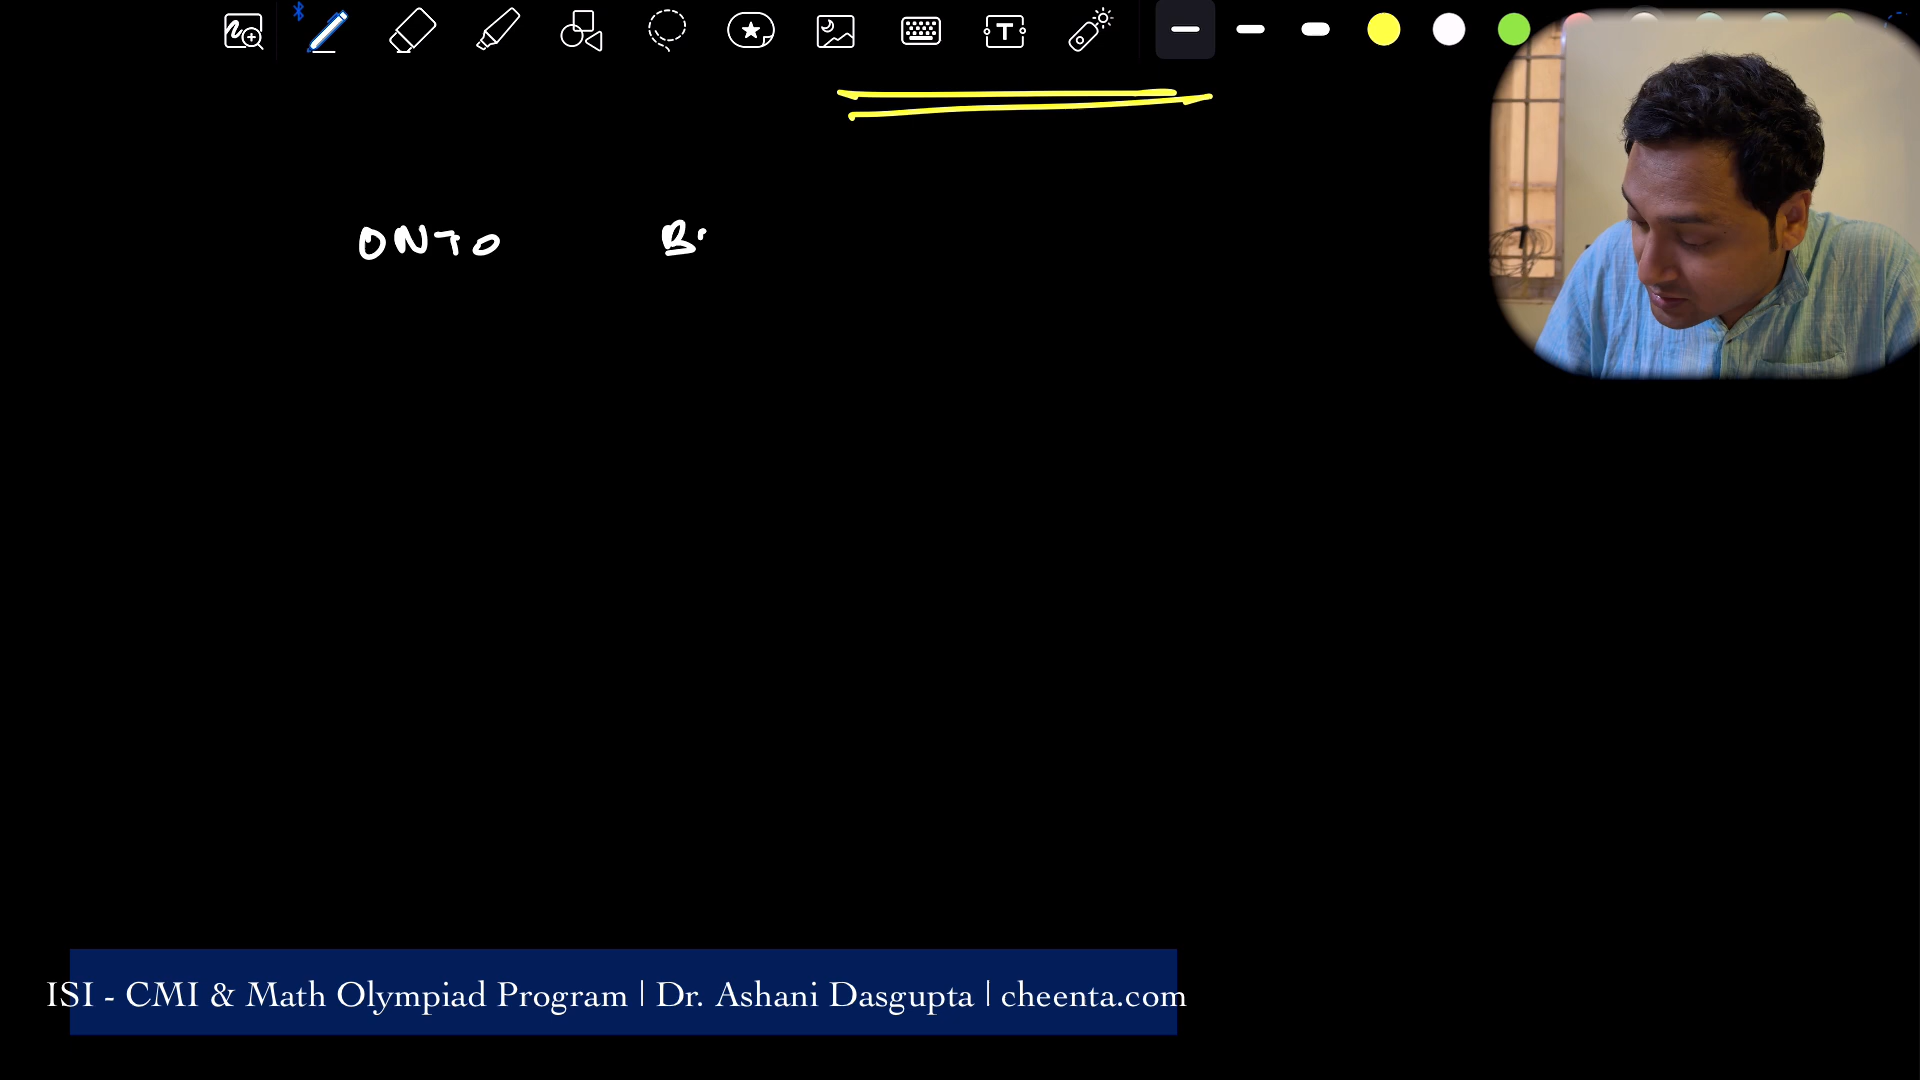 ONTO B
ISI - CMI & Math Olympiad Program | Dr. Ashani Dasgupta | cheenta.com